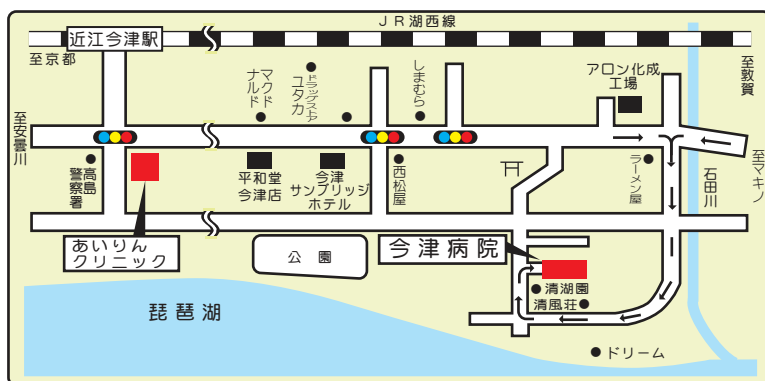 JR湖西線
近江今津駅
至京都
至敦賀
マクド
ナルド
ドラッグストア
ユタカ
しまむら
アロン化成
工場
至安曇川
至マキノ
高島
警察署
平和堂
今津店
今津
サンブリッジ
ホテル
西松屋
ラーメン屋
石田川
あいりん
クリニック
公園
今津病院
清湖園
清風荘
琵琶湖
ドリーム